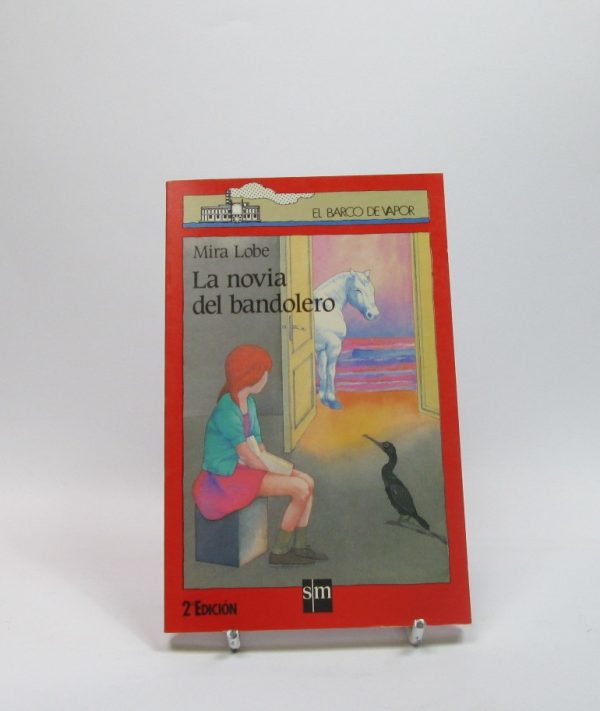 EL BARCO DE VAPOR
Mira Lobe
La novia
del bandolero
2ª EDICIÓN
sm